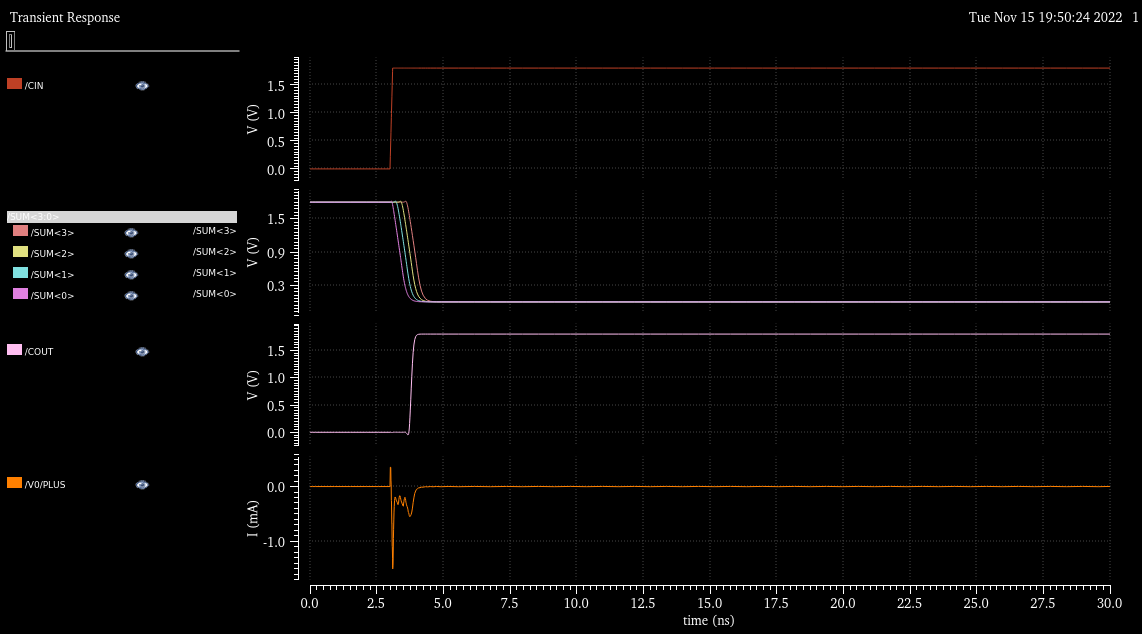 Transient Response
Tue Nov 15 19:50:24 2022 1
/CIN
1.5
1.0
0.5
0.0
V (V)
/SUM<3:0>
/SUM<3> /SUM<3>
/SUM<2> /SUM<2>
/SUM<1> /SUM<1>
/SUM<0> /SUM<0>
1.5
0.9
0.3
V (V)
/COUT
1.5
1.0
0.5
0.0
V (V)
/V0/PLUS
0.0
-1.0
I (mA)
0.0 2.5 5.0 7.5 10.0 12.5 15.0 17.5 20.0 22.5 25.0 27.5 30.0
time (ns)